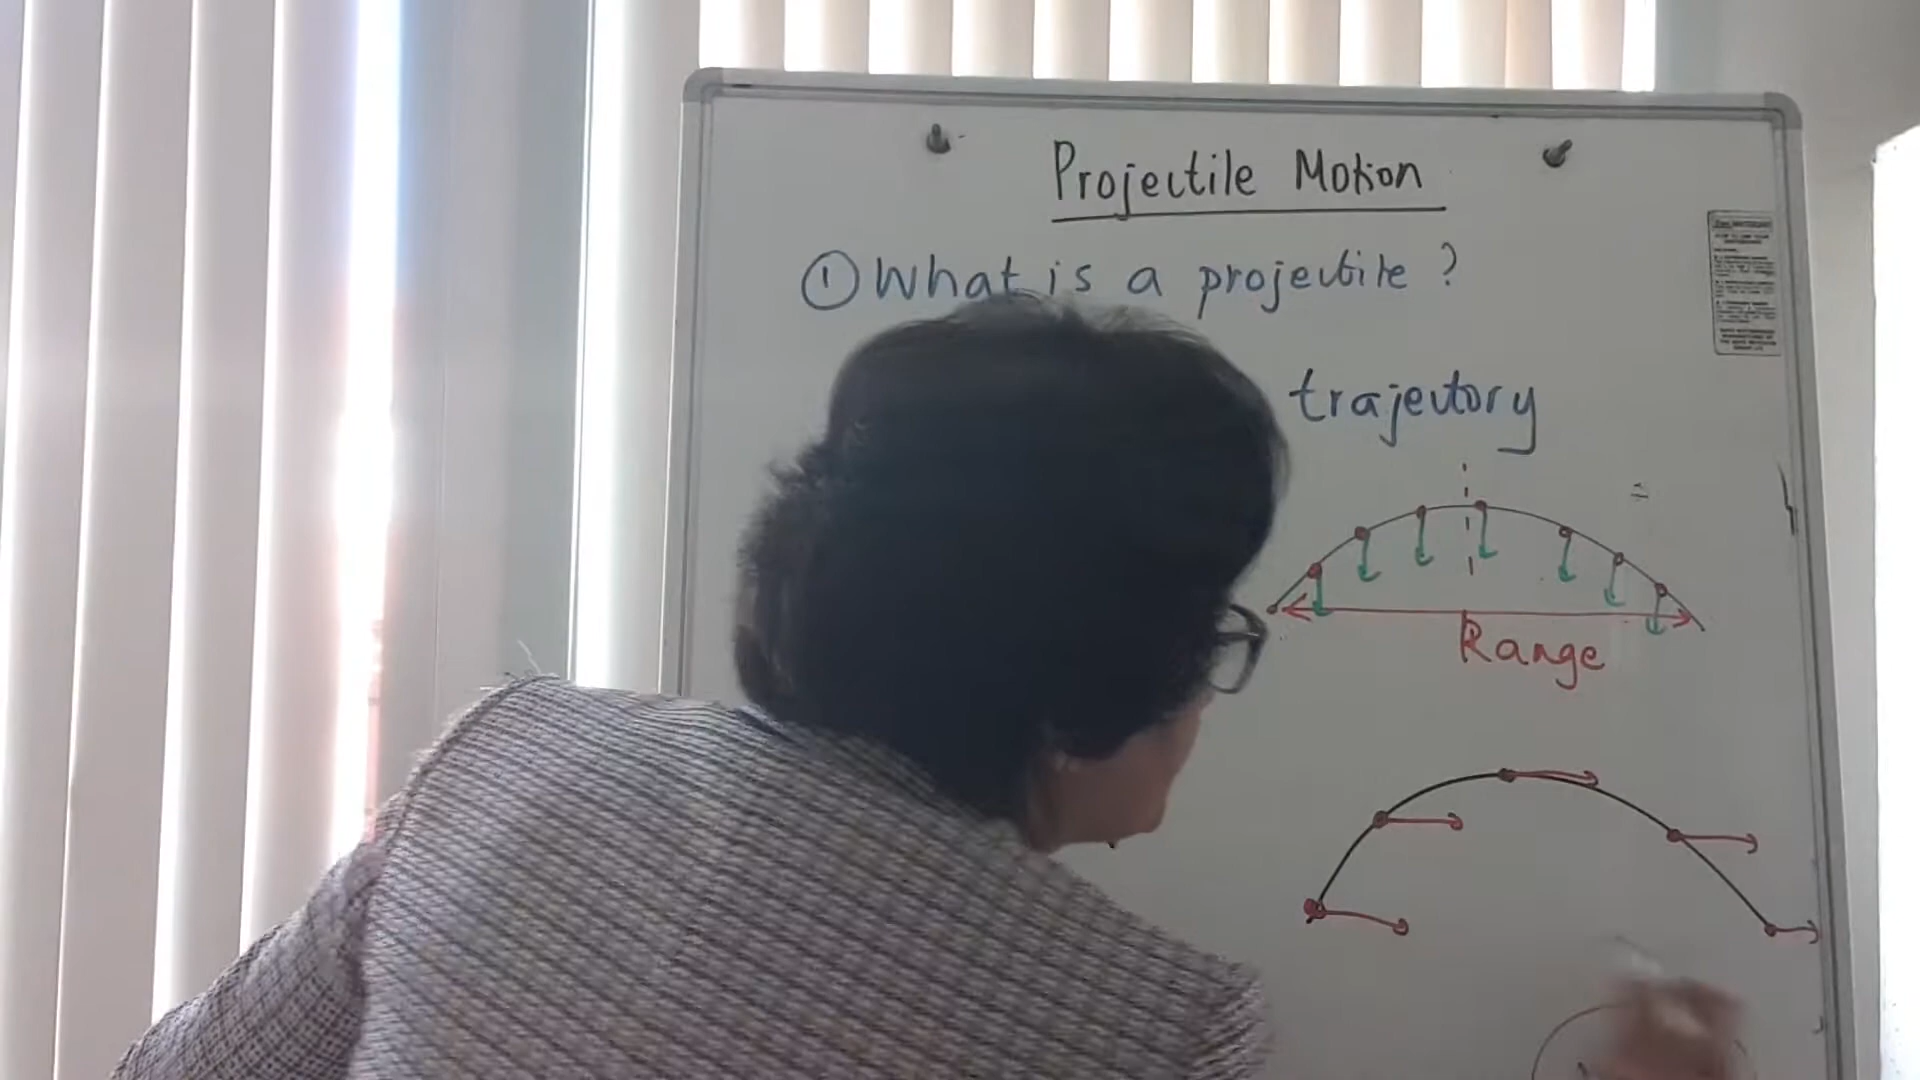 Projectile Motion
① What is a projectile ?
trajectory
Range